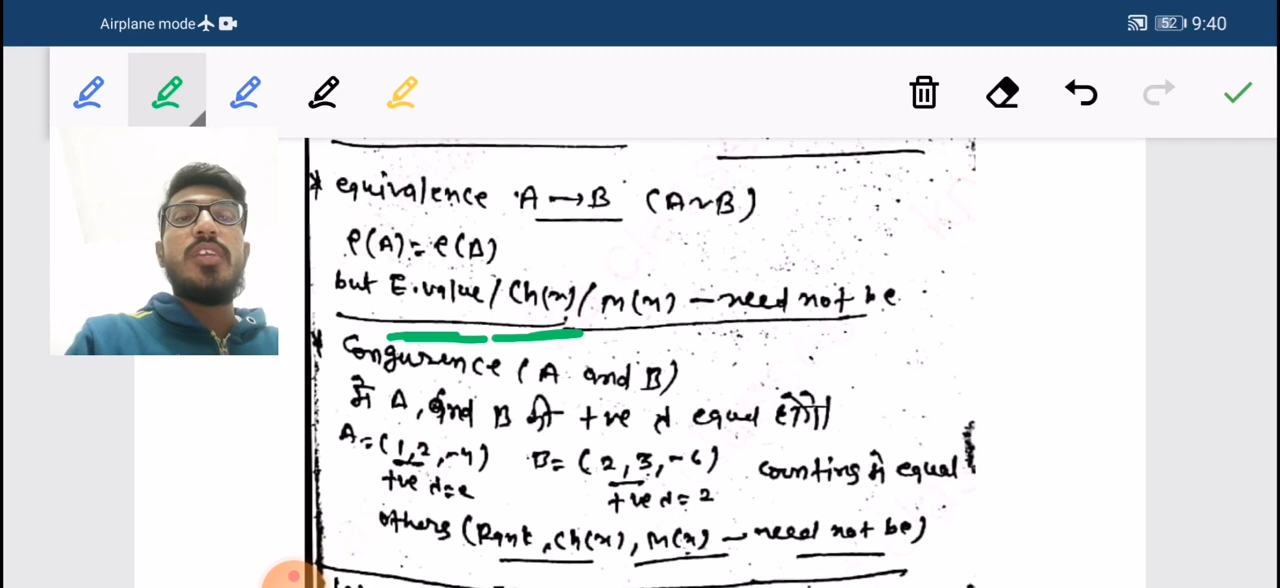 Airplane mode 52 9:40
* equivalence A → B (A~B)
ρ(A) = ρ(B)
but E.value / Ch(x) / m(x) – need not be
* Congurence (A and B)
में A, and B की +ve d equal होगी
A = (1, 2, -4) B = (2, 3, -6) counting में equal
+ve d = 2 +ve d = 2
others (Rank, Ch(x), m(x) – need not be)